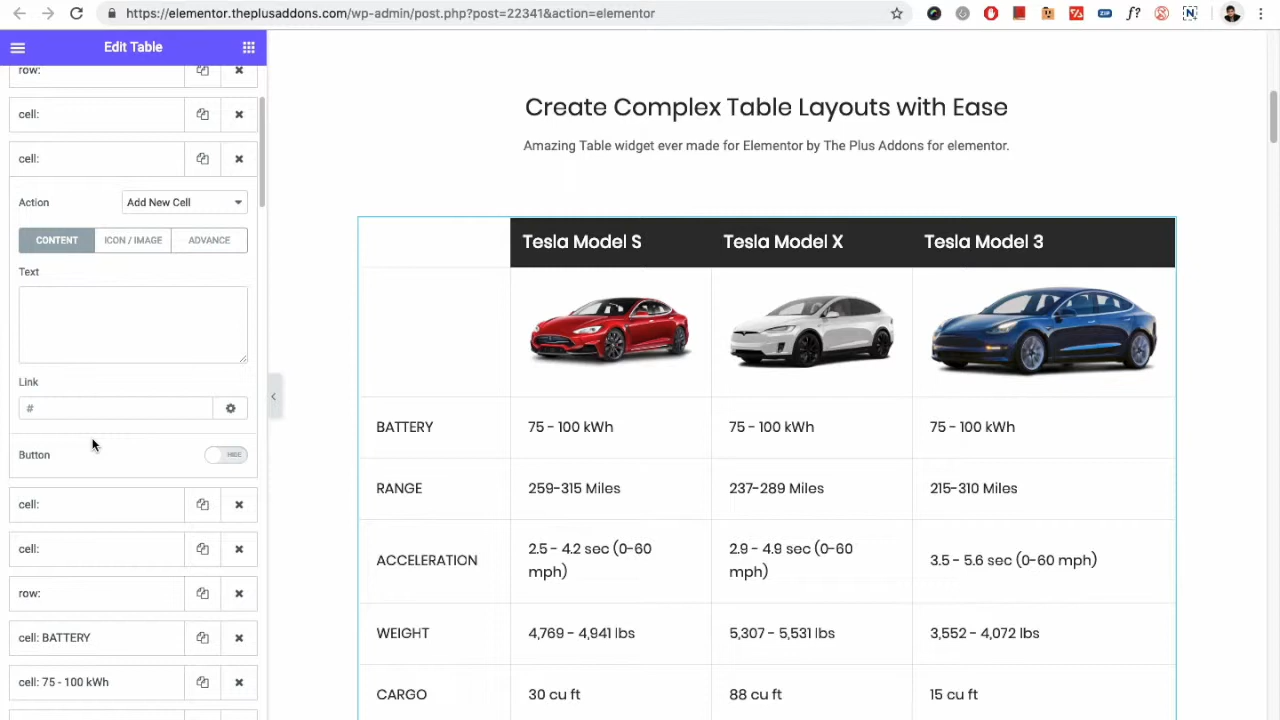 https://elementor.theplusaddons.com/wp-admin/post.php?post=22341&action=elementor
ZIP
f?
N
Edit Table
row:
cell:
cell:
Action
Add New Cell
CONTENT
ICON / IMAGE
ADVANCE
Text
Link
#
Button
HIDE
cell:
cell:
row:
cell: BATTERY
cell: 75 - 100 kWh
Create Complex Table Layouts with Ease
Amazing Table widget ever made for Elementor by The Plus Addons for elementor.
Tesla Model S Tesla Model X Tesla Model 3
BATTERY 75 - 100 kWh 75 - 100 kWh 75 - 100 kWh
RANGE 259-315 Miles 237-289 Miles 215-310 Miles
ACCELERATION 2.5 - 4.2 sec (0-60 mph) 2.9 - 4.9 sec (0-60 mph) 3.5 - 5.6 sec (0-60 mph)
WEIGHT 4,769 - 4,941 lbs 5,307 - 5,531 lbs 3,552 - 4,072 lbs
CARGO 30 cu ft 88 cu ft 15 cu ft